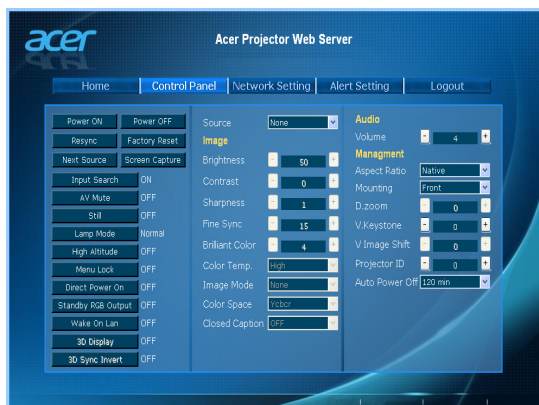 acer
Acer Projector Web Server
Home Control Panel Network Setting Alert Setting Logout
Power ON Power OFF
Resync Factory Reset
Next Source Screen Capture
Input Search ON
AV Mute OFF
Still OFF
Lamp Mode Normal
High Altitude OFF
Menu Lock OFF
Direct Power On OFF
Standby RGB Output OFF
Wake On Lan OFF
3D Display OFF
3D Sync Invert OFF
Source None
Image
Brightness - 50 +
Contrast - 0 +
Sharpness - 1 +
Fine Sync - 15 +
Brilliant Color - 4 +
Color Temp. High
Image Mode None
Color Space Ycbcr
Closed Caption OFF
Audio
Volume - 4 +
Managment
Aspect Ratio Native
Mounting Front
D.zoom - 0 +
V.Keystone - 0 +
V Image Shift - 0 +
Projector ID - 0 +
Auto Power Off 120 min